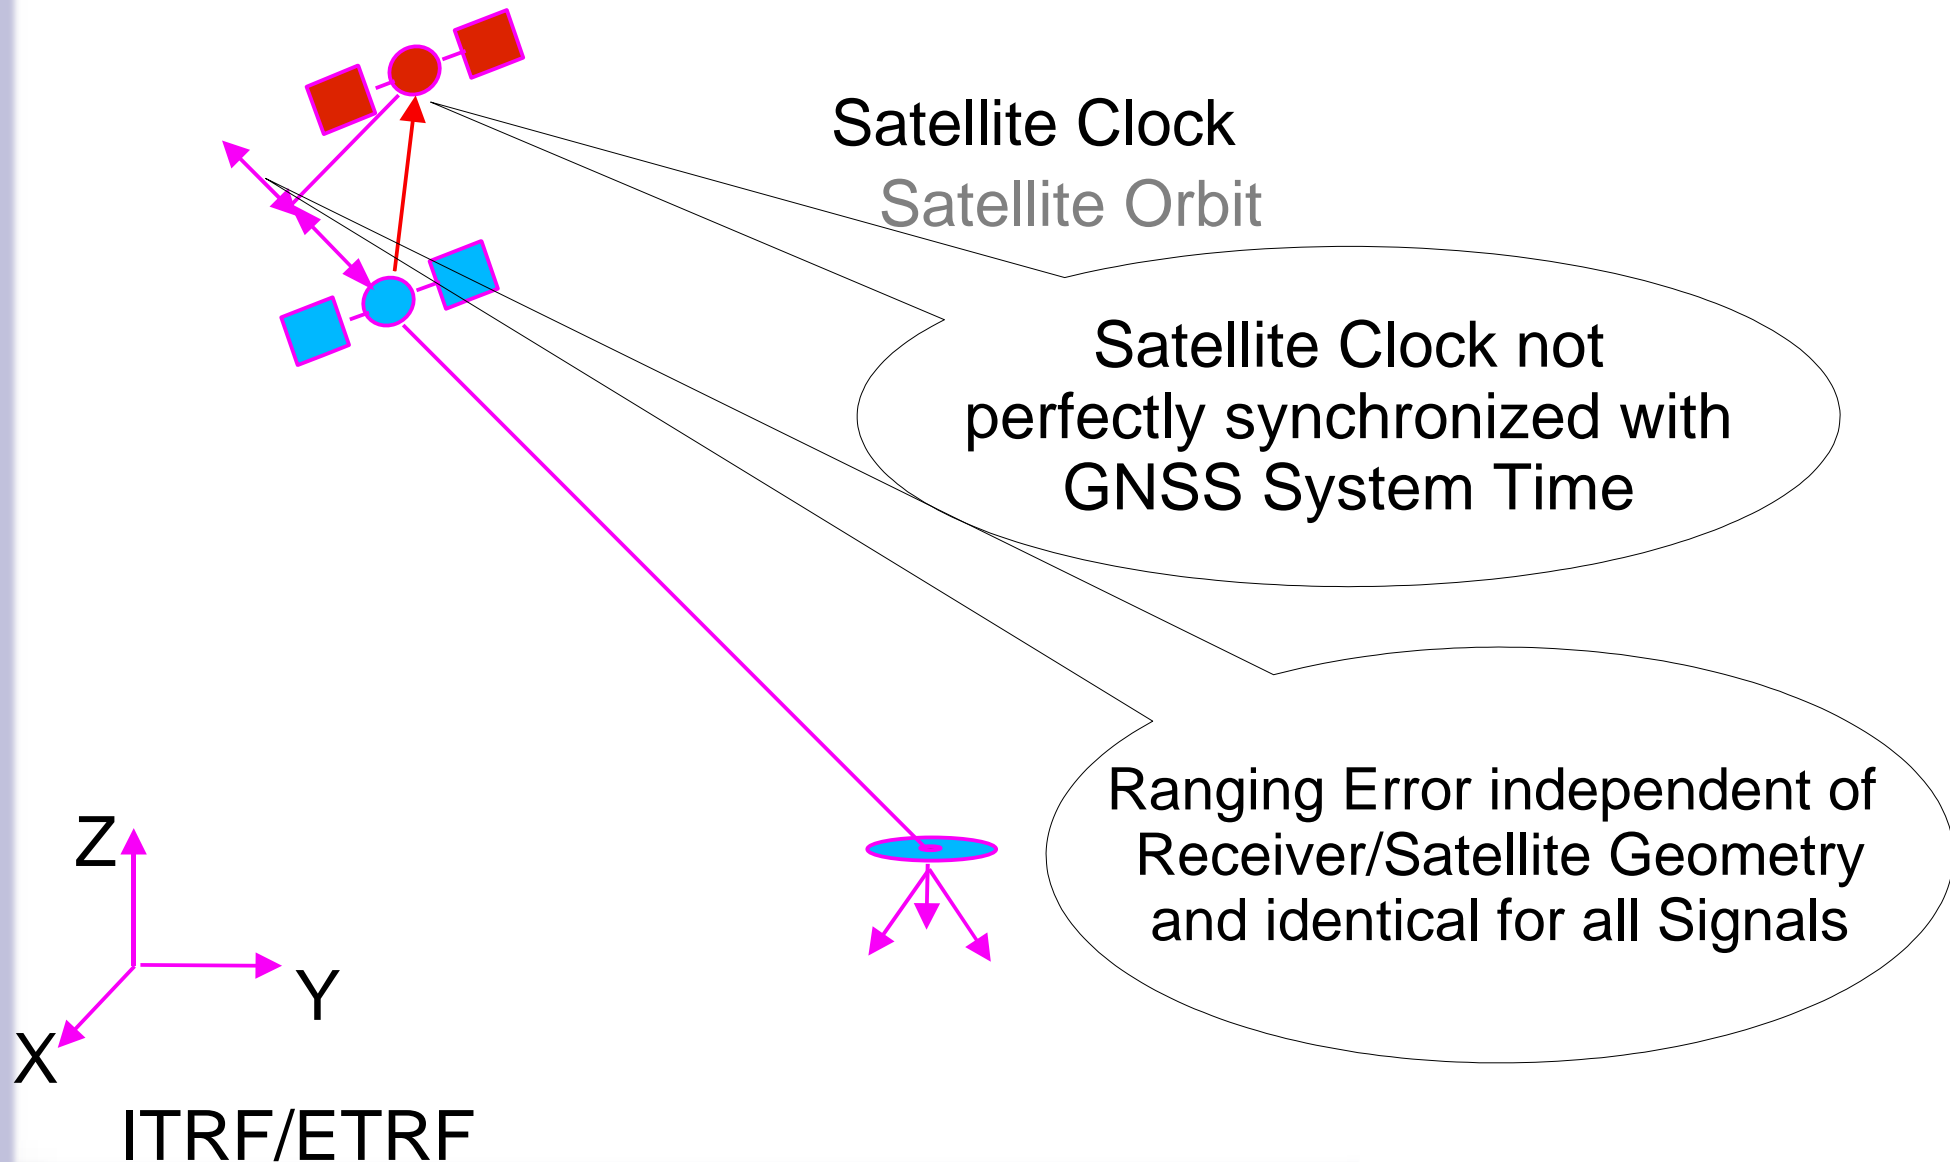 Satellite Clock
Satellite Orbit
Satellite Clock not
perfectly synchronized with
GNSS System Time
Ranging Error independent of
Receiver/Satellite Geometry
and identical for all Signals
Z
Y
X
ITRF/ETRF